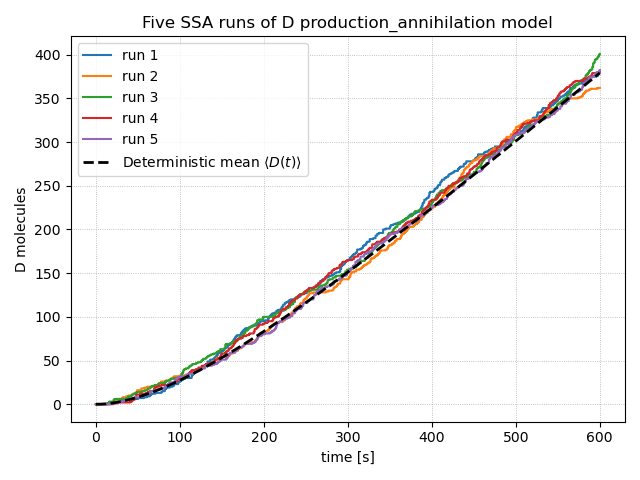 Five SSA runs of D production_annihilation model
run 1
run 2
run 3
run 4
run 5
Deterministic mean ⟨D(t)⟩
D molecules
400
350
300
250
200
150
100
50
0
0 100 200 300 400 500 600
time [s]